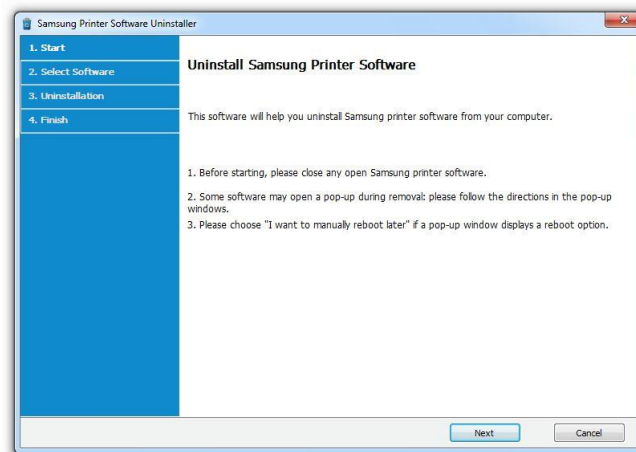 Samsung Printer Software Uninstaller
1. Start
2. Select Software
3. Uninstallation
4. Finish
Uninstall Samsung Printer Software
This software will help you uninstall Samsung printer software from your computer.
1. Before starting, please close any open Samsung printer software.
2. Some software may open a pop-up during removal: please follow the directions in the pop-up
windows.
3. Please choose "I want to manually reboot later" if a pop-up window displays a reboot option.
Next
Cancel